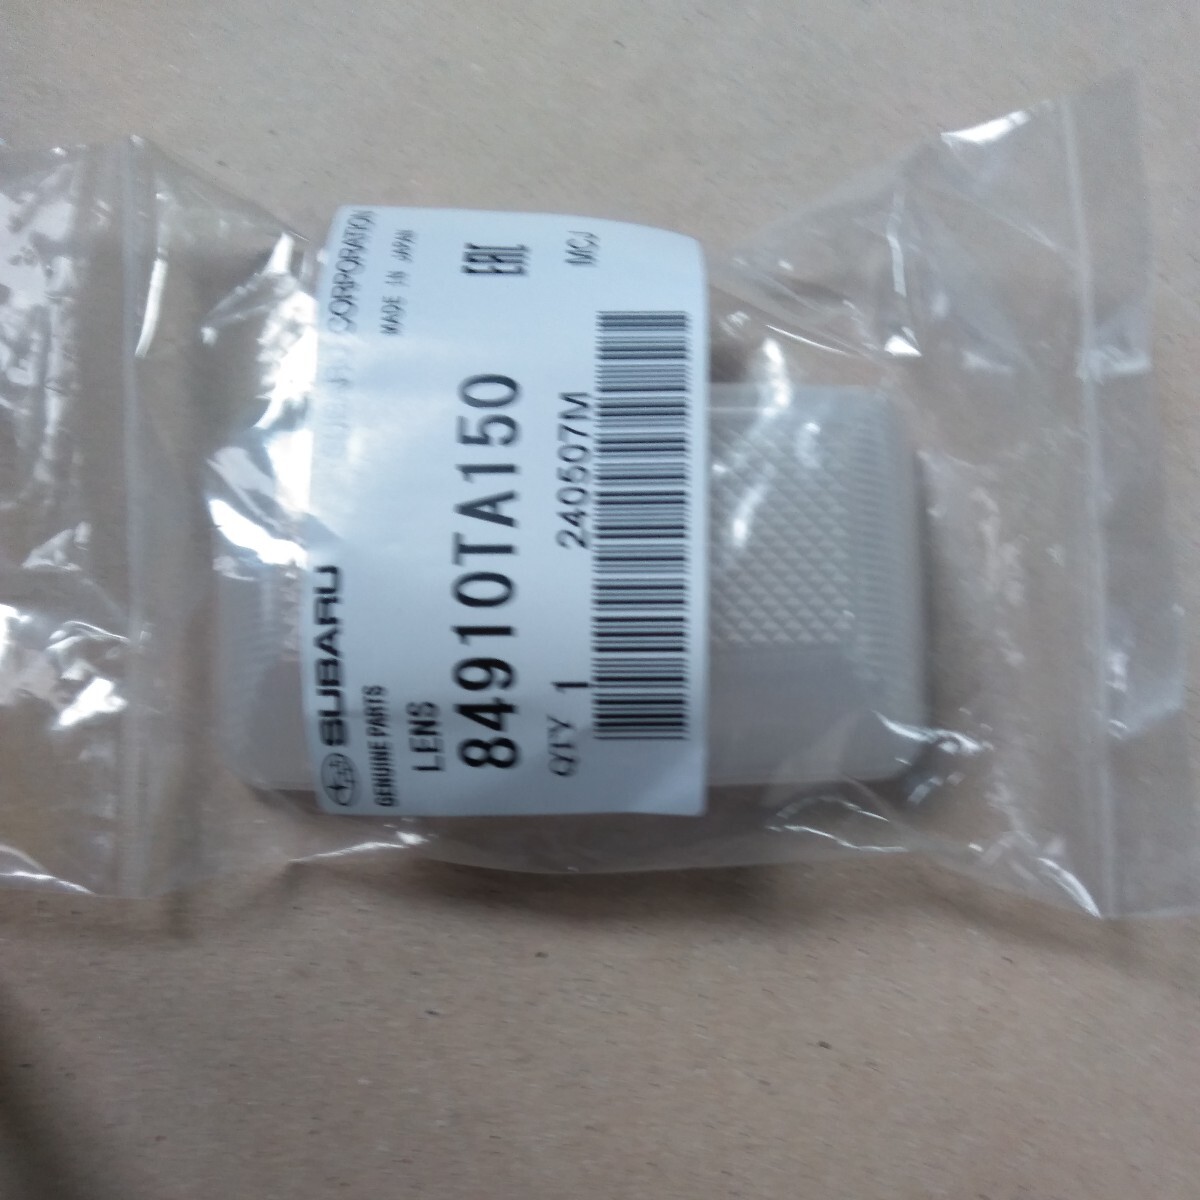 SUBARU CORPORATION
GENUINE PARTS MADE IN JAPAN
LENS
84910TA150 EAC
QTY 1 240507M MCJ